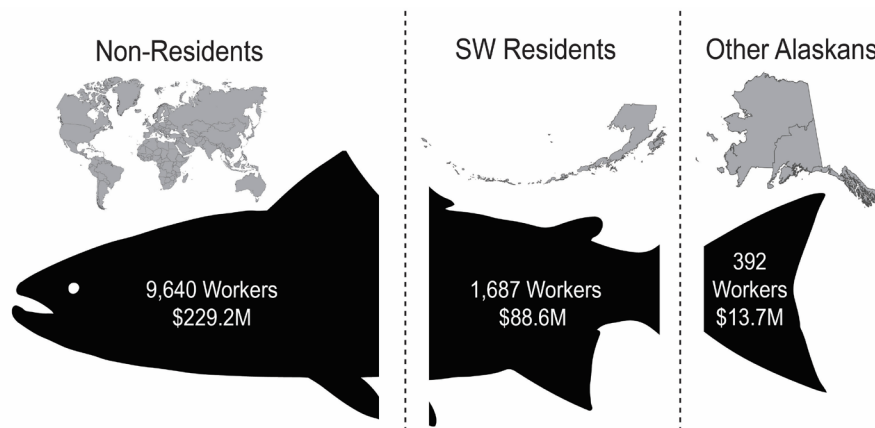 Non-Residents
SW Residents
Other Alaskans
9,640 Workers
$229.2M
1,687 Workers
$88.6M
392
Workers
$13.7M